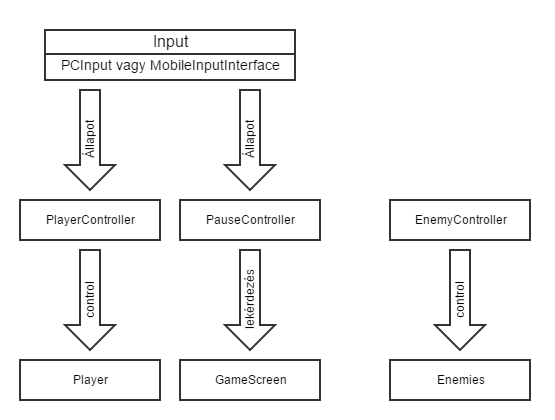 Input
PCInput vagy MobileInputInterface
Állapot
Állapot
PlayerController
PauseController
EnemyController
control
lekérdezés
control
Player
GameScreen
Enemies